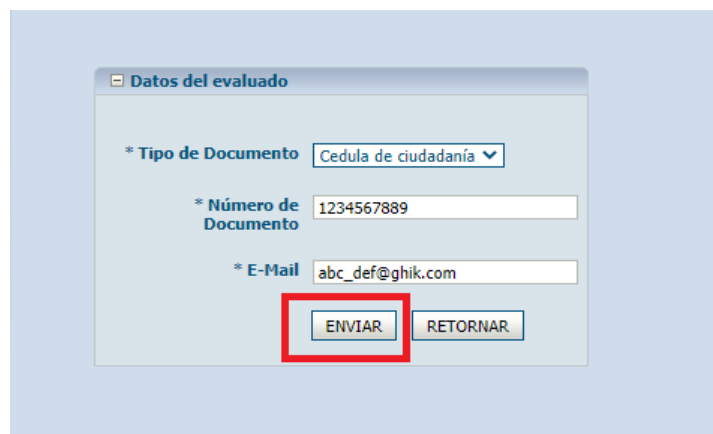 Datos del evaluado
* Tipo de Documento Cedula de ciudadanía
* Número de Documento 1234567889
* E-Mail abc_def@ghik.com
ENVIAR RETORNAR